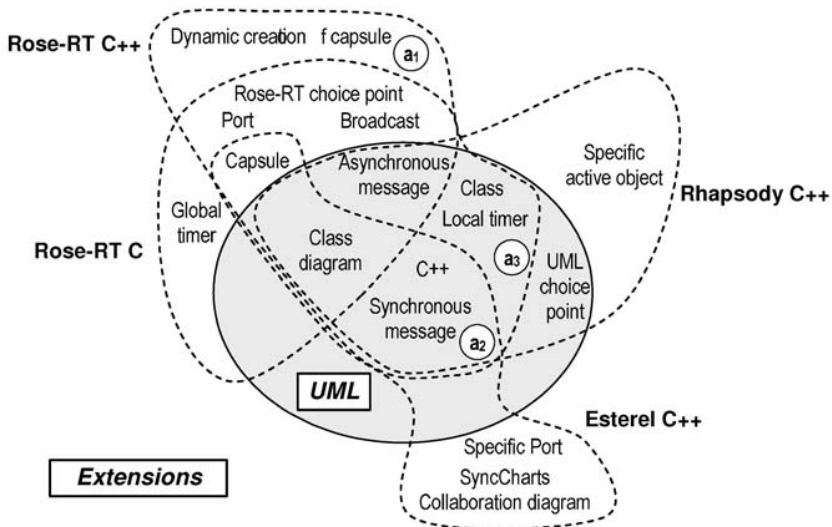 Rose-RT C++
Dynamic creation f capsule
a1
Rose-RT choice point
Port
Broadcast
Capsule
Asynchronous
message
Class
Specific
active object
Rhapsody C++
Global
timer
Rose-RT C
Local timer
Class
diagram
C++
a3
UML
choice
point
Synchronous
message
a2
UML
Esterel C++
Specific Port
SyncCharts
Collaboration diagram
Extensions